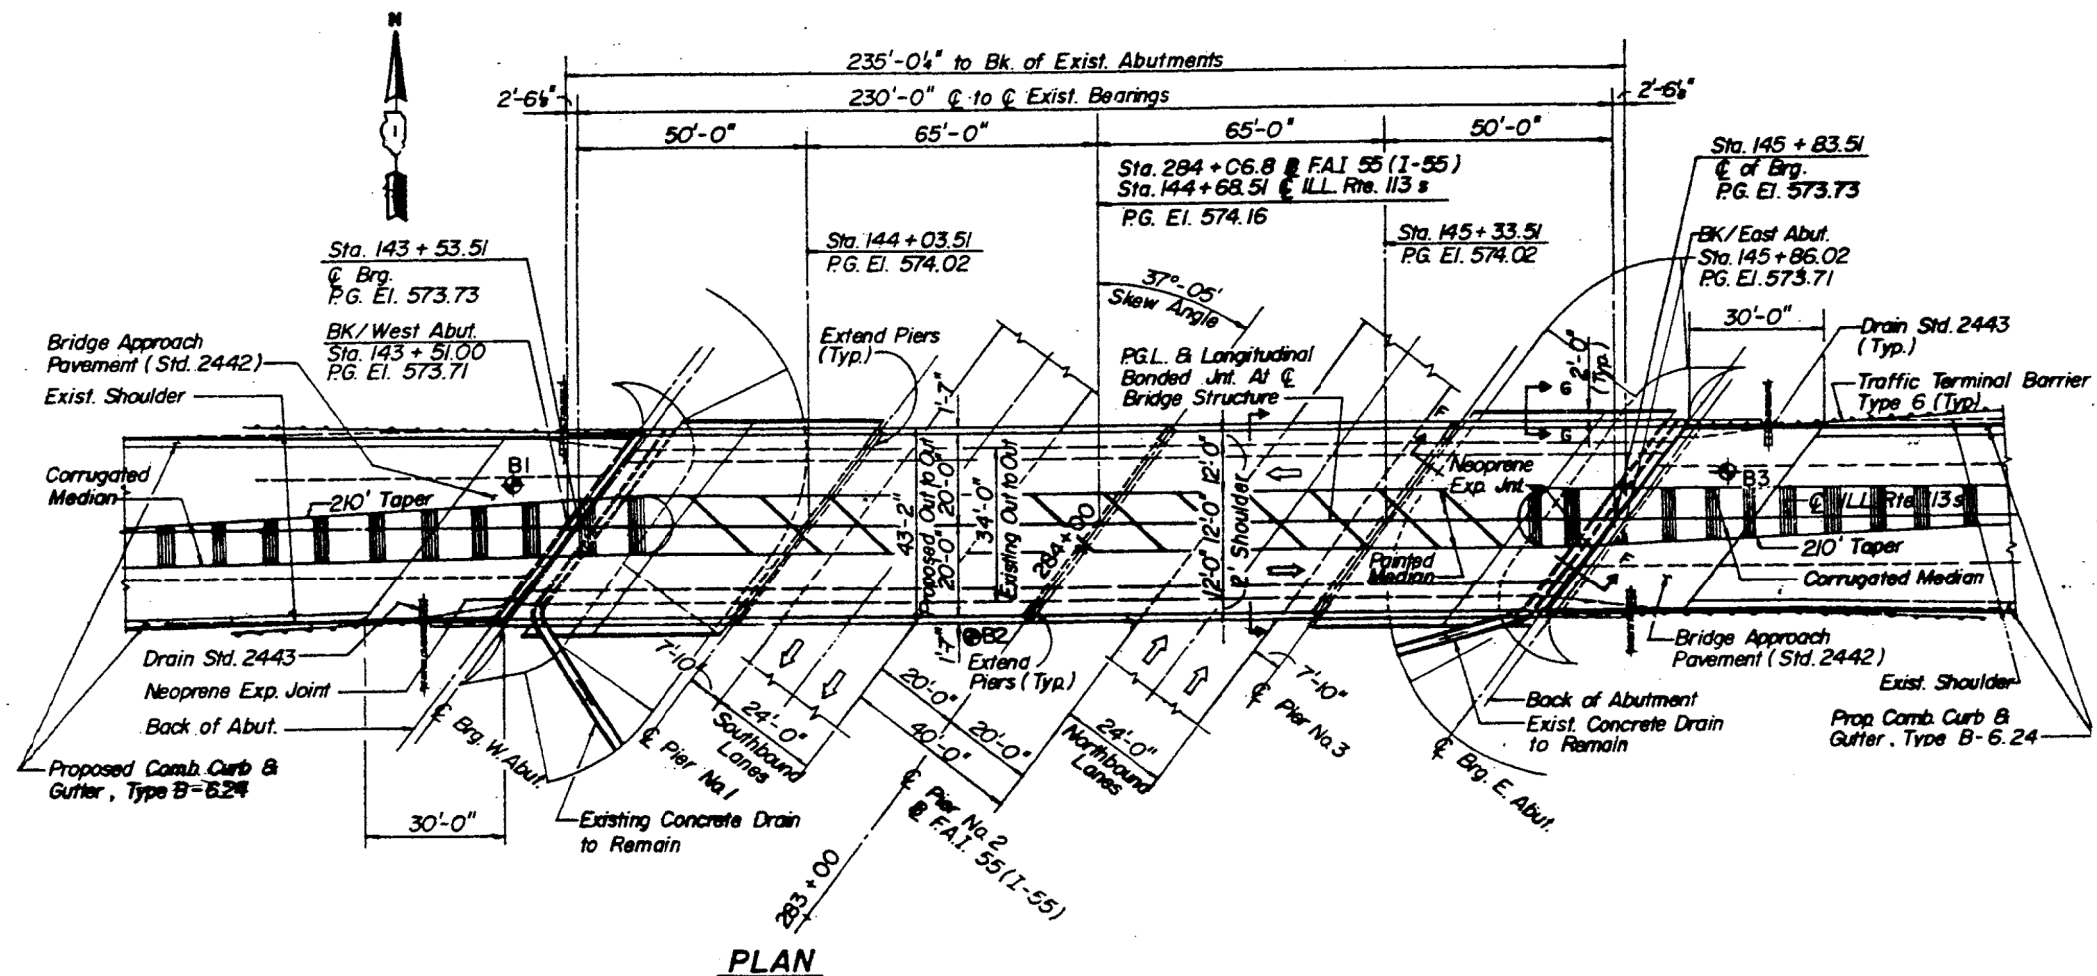 N
235'-0¼" to Bk. of Exist. Abutments
2'-6⅛"
230'-0" ℄ to ℄ Exist. Bearings
2'-6⅛"
50'-0"
65'-0"
65'-0"
50'-0"
Sta. 284 + 06.8 ℄ F.A.I 55 (I-55)
Sta. 144 + 68.51 ℄ ILL. Rte. 113 s
P.G. El. 574.16
Sta. 145 + 83.51
℄ of Brg.
P.G. El. 573.73
Sta. 143 + 53.51
℄ Brg.
P.G. El. 573.73
Sta. 144 + 03.51
P.G. El. 574.02
Sta. 145 + 33.51
P.G. El. 574.02
BK/East Abut.
Sta. 145 + 86.02
P.G. El. 573.71
37°-05'
Skew Angle
BK/West Abut.
Sta. 143 + 51.00
P.G. El. 573.71
Bridge Approach
Pavement (Std. 2442)
Exist. Shoulder
Extend Piers
(Typ.)
P.G.L. & Longitudinal
Bonded Jnt. At ℄
Bridge Structure
2'-0"
(Typ.)
30'-0"
Drain Std. 2443
(Typ.)
Traffic Terminal Barrier
Type 6 (Typ)
1'-7"
G
G
F
Corrugated
Median
210' Taper
B1
43'-2"
Proposed Out to Out
20'-0" 20'-0"
34'-0"
Existing Out to Out
284+00
12'-0" 12'-0" 12'-0"
12' Shoulder
Neoprene
Exp. Jnt.
B3
℄ ILL. Rte. 113 s
210' Taper
Painted
Median
F
Corrugated Median
Drain Std. 2443
Neoprene Exp. Joint
Back of Abut.
7'-10"
1'-7"
B2
Extend
Piers (Typ.)
Bridge Approach
Pavement (Std. 2442)
Exist. Shoulder
Back of Abutment
Exist. Concrete Drain
to Remain
Prop. Comb. Curb &
Gutter, Type B-6.24
Proposed Comb. Curb &
Gutter, Type B-6.24
℄ Brg. W. Abut.
℄ Pier No.1
24'-0"
Southbound
Lanes
20'-0"
20'-0"
40'-0"
24'-0"
Northbound
Lanes
7'-10"
℄ Pier No.3
℄ Brg. E. Abut.
30'-0"
Existing Concrete Drain
to Remain
℄ Pier No.2
℄ F.A.I. 55 (I-55)
283 + 00
PLAN